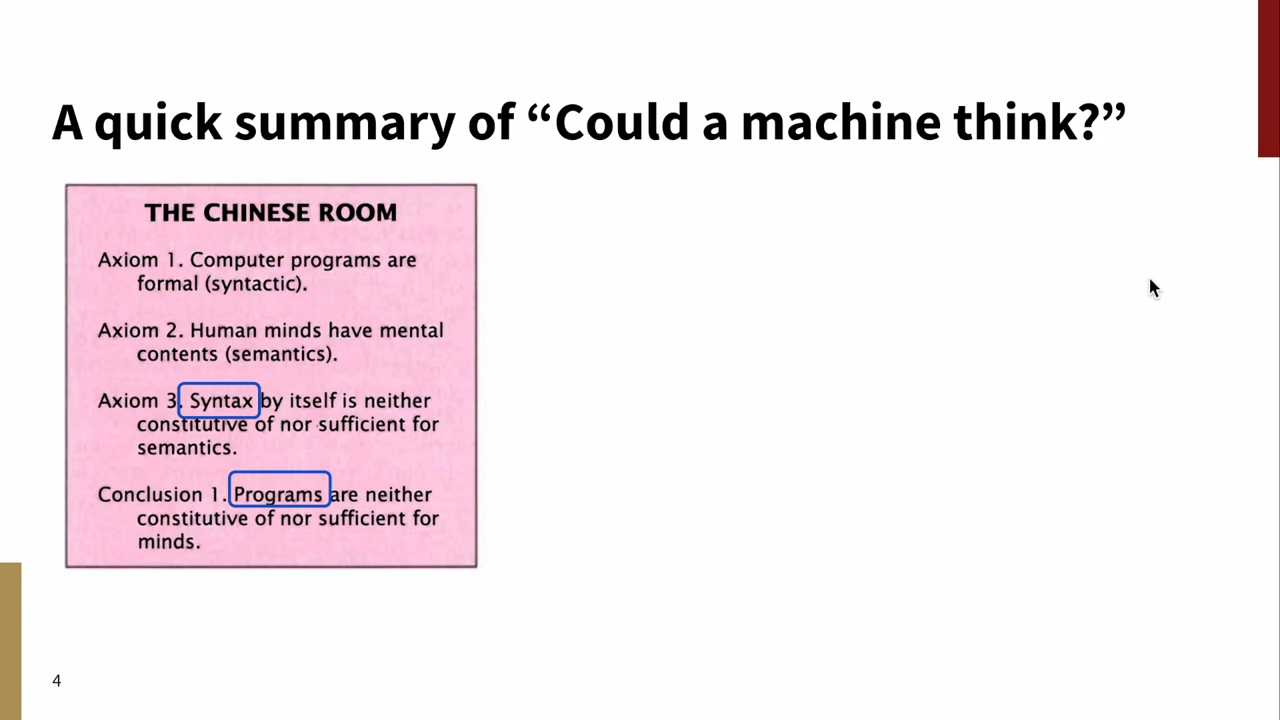 A quick summary of “Could a machine think?”
THE CHINESE ROOM
Axiom 1. Computer programs are
formal (syntactic).
Axiom 2. Human minds have mental
contents (semantics).
Axiom 3. Syntax by itself is neither
constitutive of nor sufficient for
semantics.
Conclusion 1. Programs are neither
constitutive of nor sufficient for
minds.
4